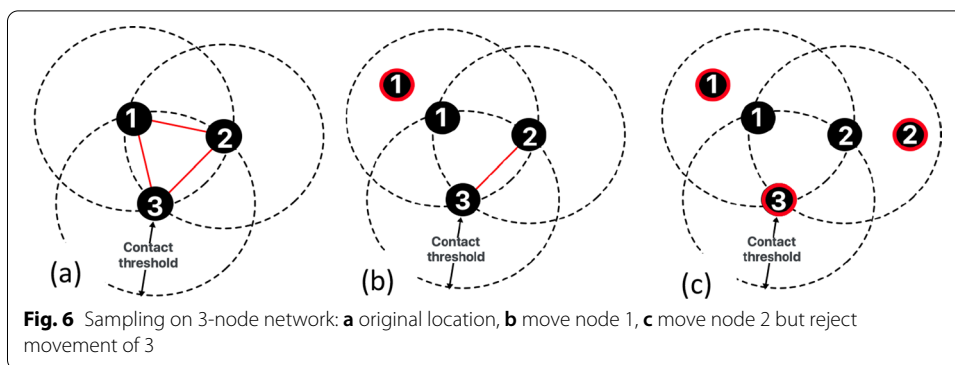 1
2
3
Contact
threshold
(a)
1
1
2
3
Contact
threshold
(b)
1
1
2
2
3
Contact
threshold
(c)
Fig. 6 Sampling on 3-node network: a original location, b move node 1, c move node 2 but reject
movement of 3